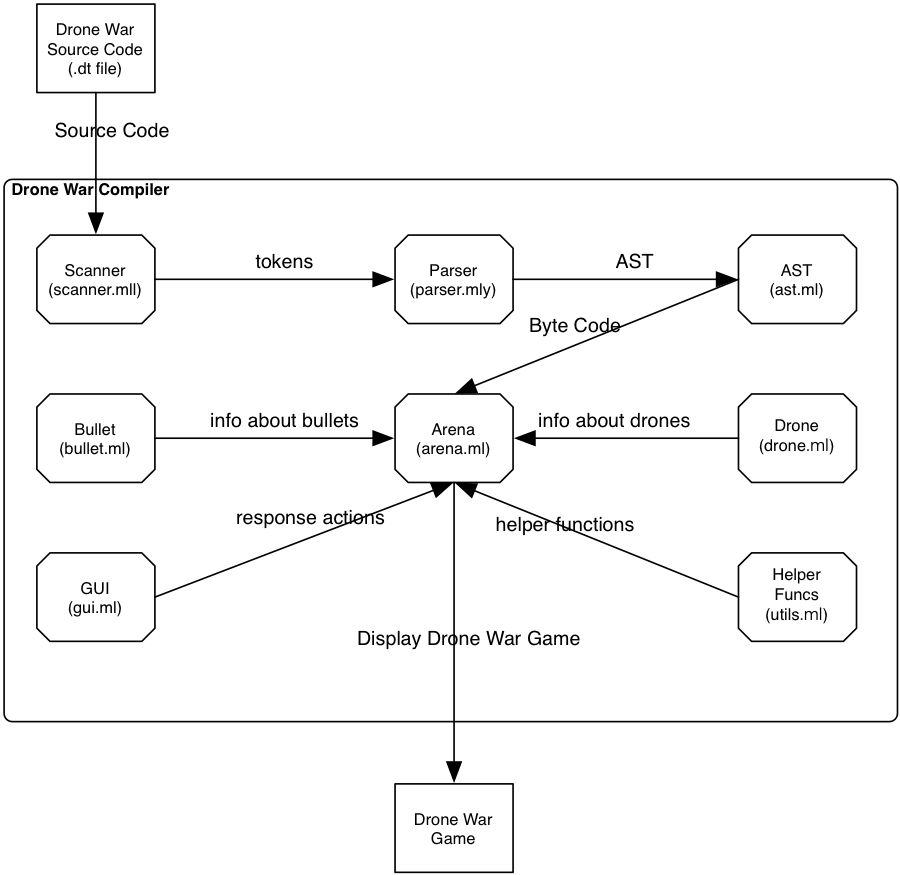 Drone War
Source Code
(.dt file)
Source Code
Drone War Compiler
Scanner
(scanner.mll)
tokens
Parser
(parser.mly)
AST
AST
(ast.ml)
Byte Code
Bullet
(bullet.ml)
info about bullets
Arena
(arena.ml)
info about drones
Drone
(drone.ml)
response actions
helper functions
GUI
(gui.ml)
Helper
Funcs
(utils.ml)
Display Drone War Game
Drone War
Game